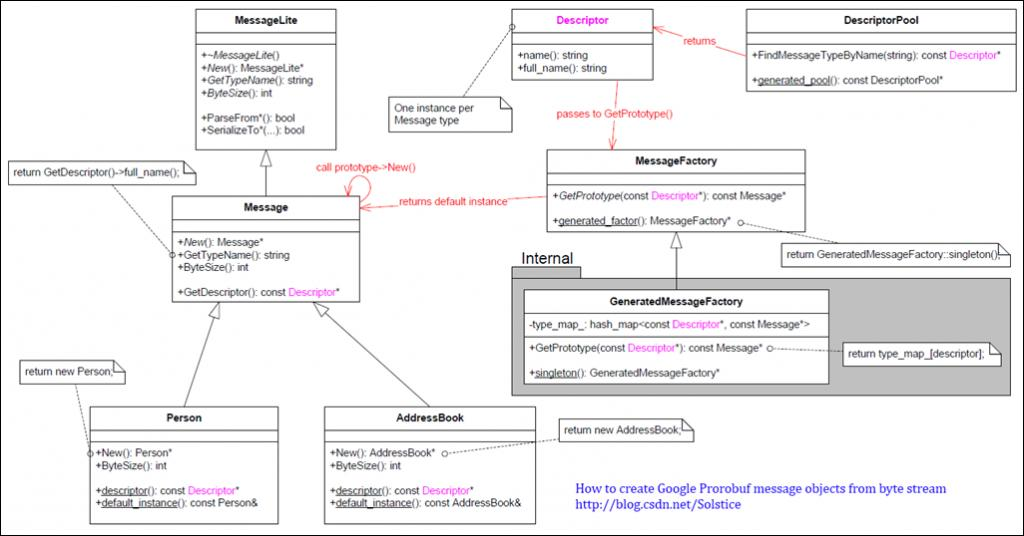 MessageLite
+~MessageLite()
+New(): MessageLite*
+GetTypeName(): string
+ByteSize(): int
+ParseFrom*(): bool
+SerializeTo*(...): bool
Descriptor
+name(): string
+full_name(): string
DescriptorPool
+FindMessageTypeByName(string): const Descriptor*
+generated_pool(): const DescriptorPool*
returns
One instance per
Message type
passes to GetPrototype()
return GetDescriptor()->full_name();
call prototype->New()
returns default instance
MessageFactory
+GetPrototype(const Descriptor*): const Message*
+generated_factor(): MessageFactory*
return GeneratedMessageFactory::singleton();
Message
+New(): Message*
+GetTypeName(): string
+ByteSize(): int
+GetDescriptor(): const Descriptor*
Internal
GeneratedMessageFactory
-type_map_: hash_map<const Descriptor*, const Message*>
+GetPrototype(const Descriptor*): const Message*
+singleton(): GeneratedMessageFactory*
return type_map_[descriptor];
return new Person;
Person
+New(): Person*
+ByteSize(): int
+descriptor(): const Descriptor*
+default_instance(): const Person&
AddressBook
+New(): AddressBook*
+ByteSize(): int
+descriptor(): const Descriptor*
+default_instance(): const AddressBook&
return new AddressBook;
How to create Google Prorobuf message objects from byte stream
http://blog.csdn.net/Solstice